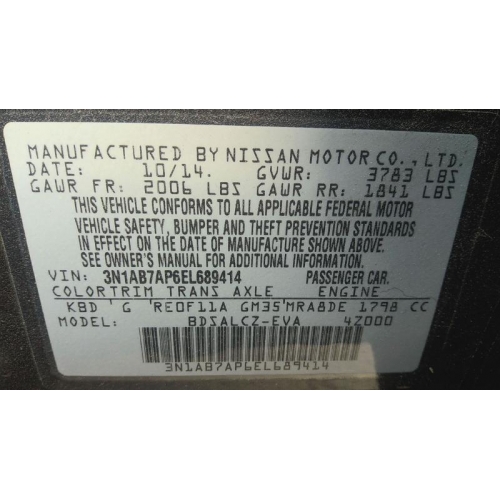 MANUFACTURED BY NISSAN MOTOR CO., LTD.
DATE: 10/14. GVWR: 3783 LBS
GAWR FR: 2006 LBS GAWR RR: 1841 LBS
THIS VEHICLE CONFORMS TO ALL APPLICABLE FEDERAL MOTOR
VEHICLE SAFETY, BUMPER AND THEFT PREVENTION STANDARDS
IN EFFECT ON THE DATE OF MANUFACTURE SHOWN ABOVE.
SEE OWNER'S MANUAL FOR ADDITIONAL INFORMATION.
VIN: 3N1AB7AP6EL689414 PASSENGER CAR.
COLORTRIM TRANS AXLE ENGINE
KBD G RE0F11A GM35 MRA8DE 1798 CC
MODEL: BDSALCZ-EVA 4Z000
3N1AB7AP6EL689414